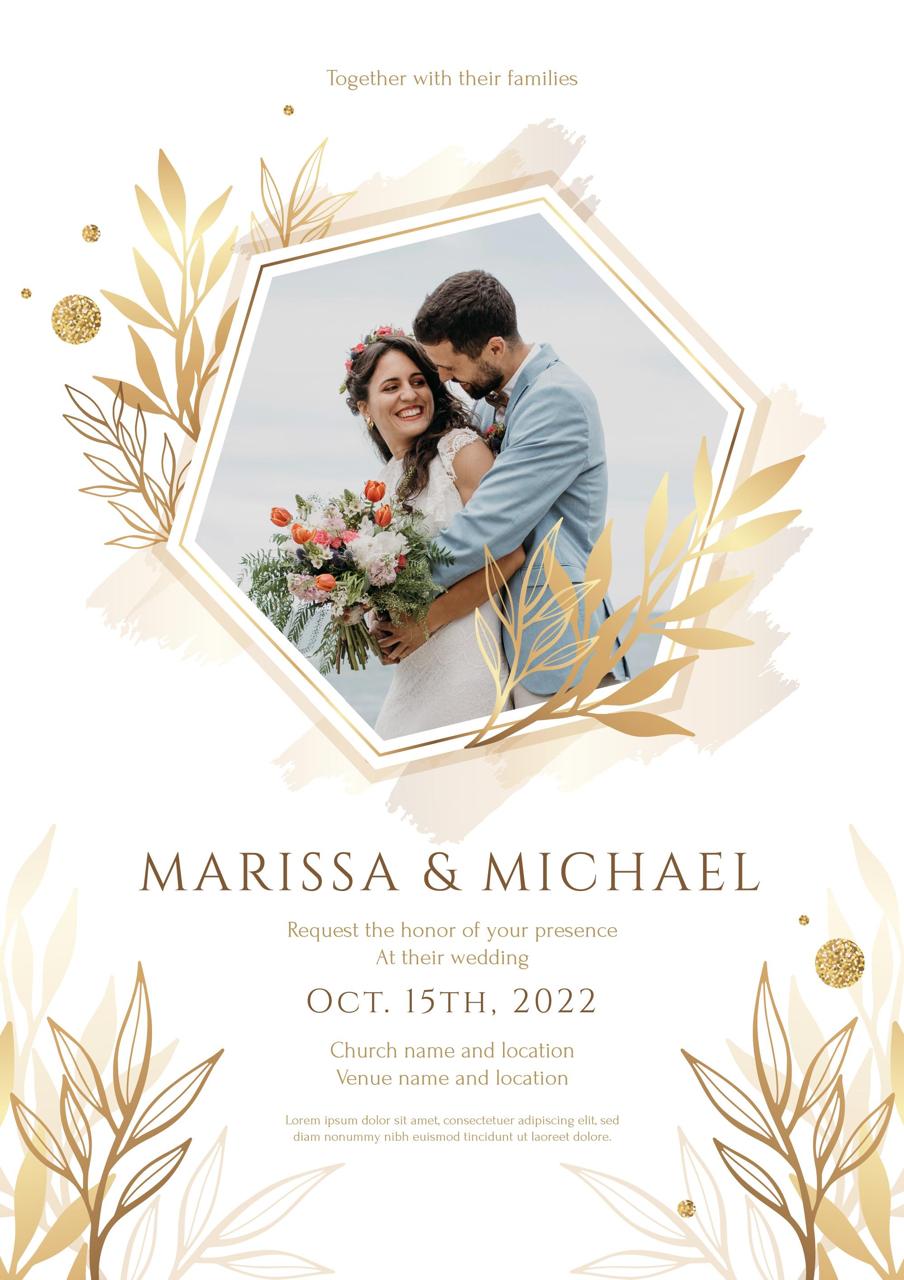 Together with their families
MARISSA & MICHAEL
Request the honor of your presence
At their wedding
OCT. 15TH, 2022
Church name and location
Venue name and location
Lorem ipsum dolor sit amet, consectetuer adipiscing elit, sed
diam nonummy nibh euismod tincidunt ut laoreet dolore.